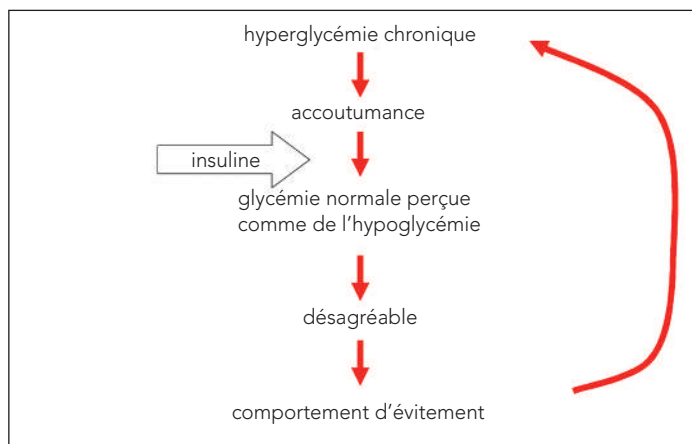 hyperglycémie chronique
accoutumance
insuline
glycémie normale perçue
comme de l'hypoglycémie
désagréable
comportement d'évitement